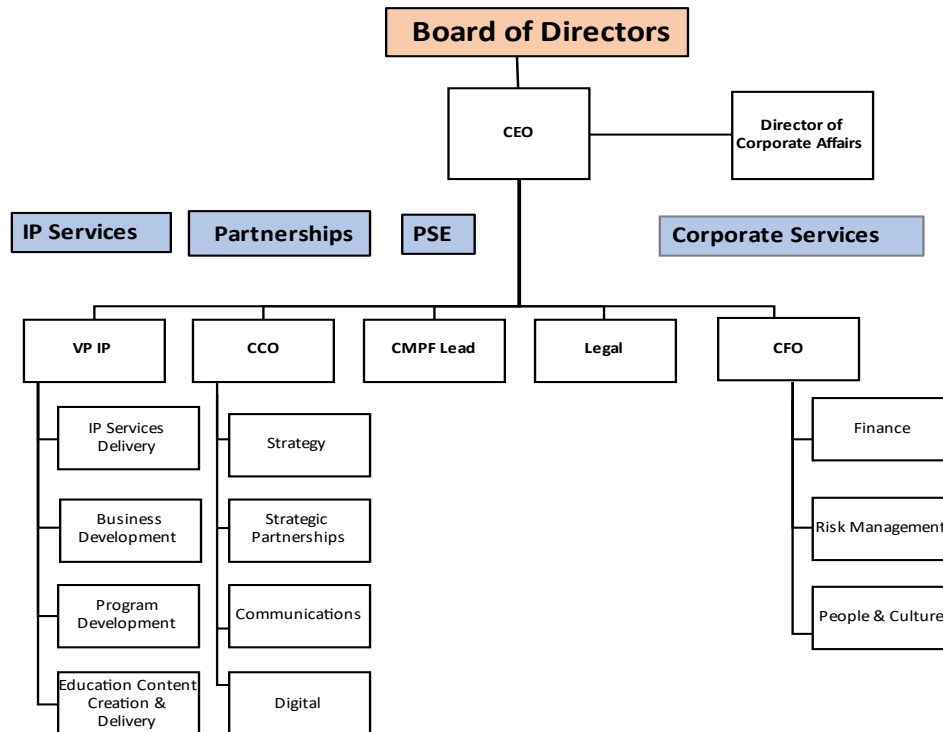 Board of Directors
CEO
Director of
Corporate Affairs
IP Services
Partnerships
PSE
Corporate Services
VP IP
CCO
CMPF Lead
Legal
CFO
IP Services
Delivery
Strategy
Finance
Business
Development
Strategic
Partnerships
Risk Management
Program
Development
Communications
People & Culture
Education Content
Creation &
Delivery
Digital